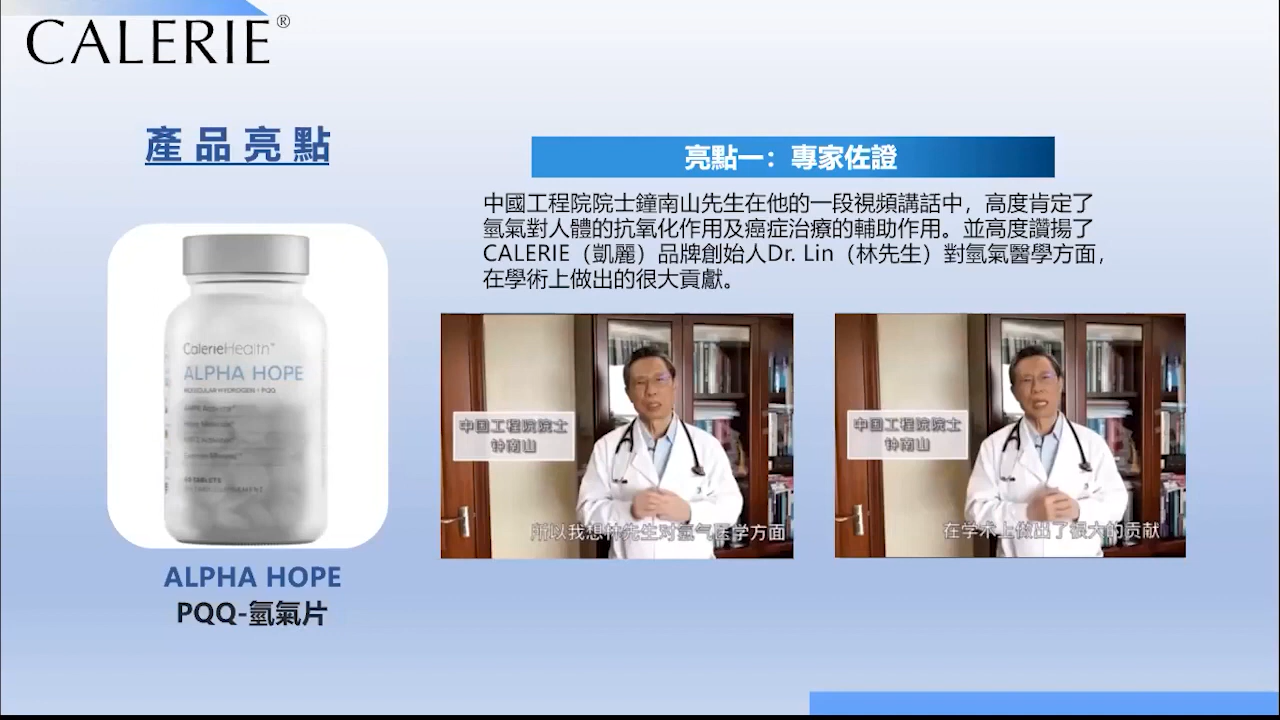 CALERIE®
產品亮點
亮點一：專家佐證
中國工程院院士鐘南山先生在他的一段視頻講話中，高度肯定了
氫氣對人體的抗氧化作用及癌症治療的輔助作用。並高度讚揚了
CALERIE（凱麗）品牌創始人Dr. Lin（林先生）對氫氣醫學方面，
在學術上做出的很大貢獻。
CalerieHealth™
ALPHA HOPE
MOLECULAR HYDROGEN + PQQ
60 TABLETS
ALPHA HOPE
PQQ-氫氣片
中国工程院院士
钟南山
所以我想林先生对氢气医学方面
中国工程院院士
钟南山
在学术上做出了很大的贡献